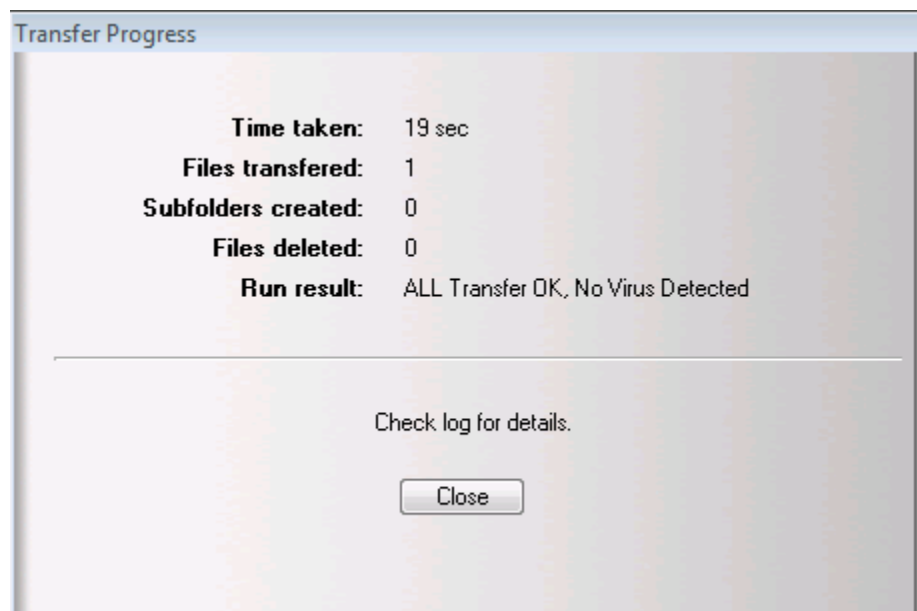 Transfer Progress
Time taken: 19 sec
Files transfered: 1
Subfolders created: 0
Files deleted: 0
Run result: ALL Transfer OK, No Virus Detected
Check log for details.
Close